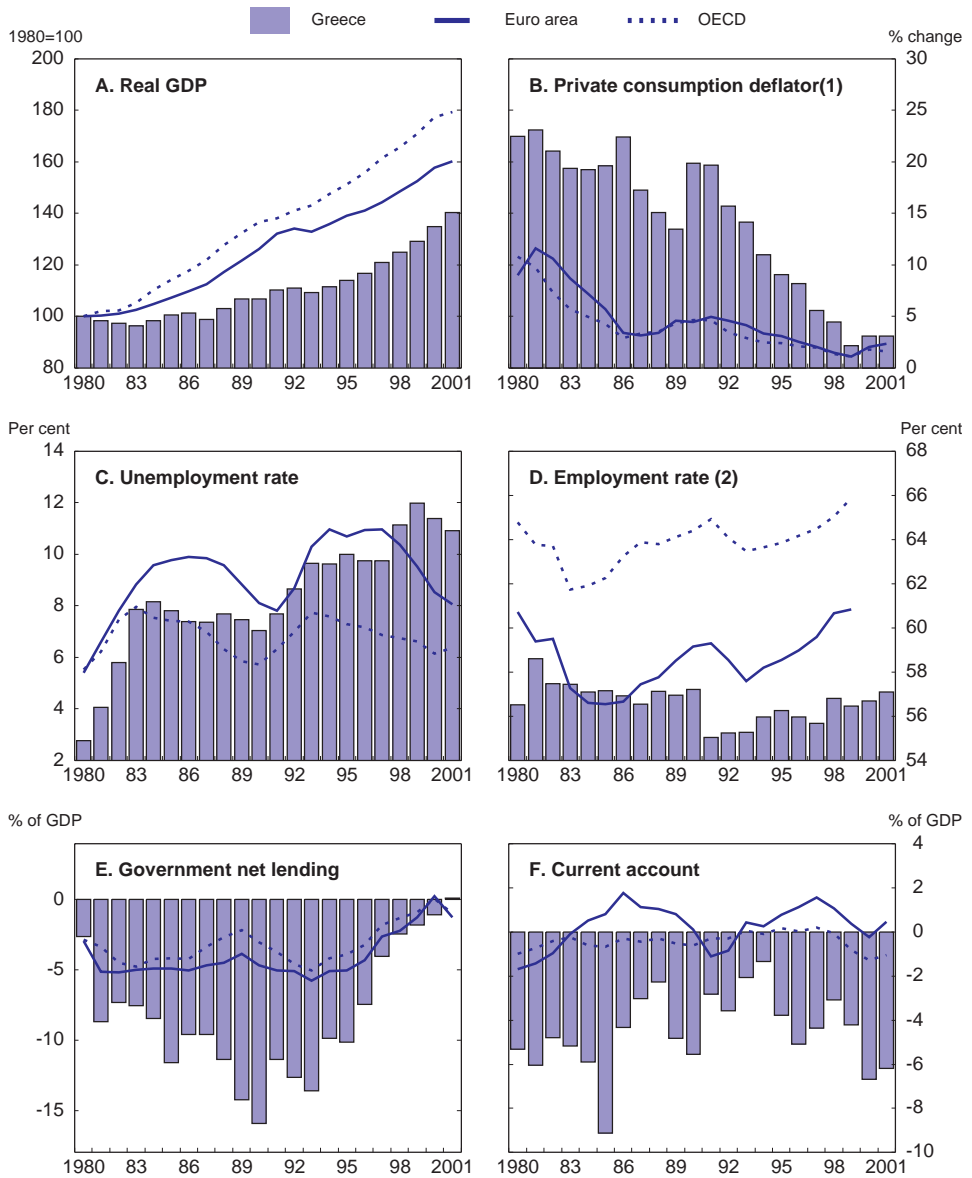 Greece Euro area OECD
1980=100 % change
A. Real GDP
200
180
160
140
120
100
80
1980 83 86 89 92 95 98 2001
B. Private consumption deflator(1)
30
25
20
15
10
5
0
1980 83 86 89 92 95 98 2001
Per cent Per cent
C. Unemployment rate
14
12
10
8
6
4
2
1980 83 86 89 92 95 98 2001
D. Employment rate (2)
68
66
64
62
60
58
56
54
1980 83 86 89 92 95 98 2001
% of GDP % of GDP
E. Government net lending
0
-5
-10
-15
1980 83 86 89 92 95 98 2001
F. Current account
4
2
0
-2
-4
-6
-8
-10
1980 83 86 89 92 95 98 2001